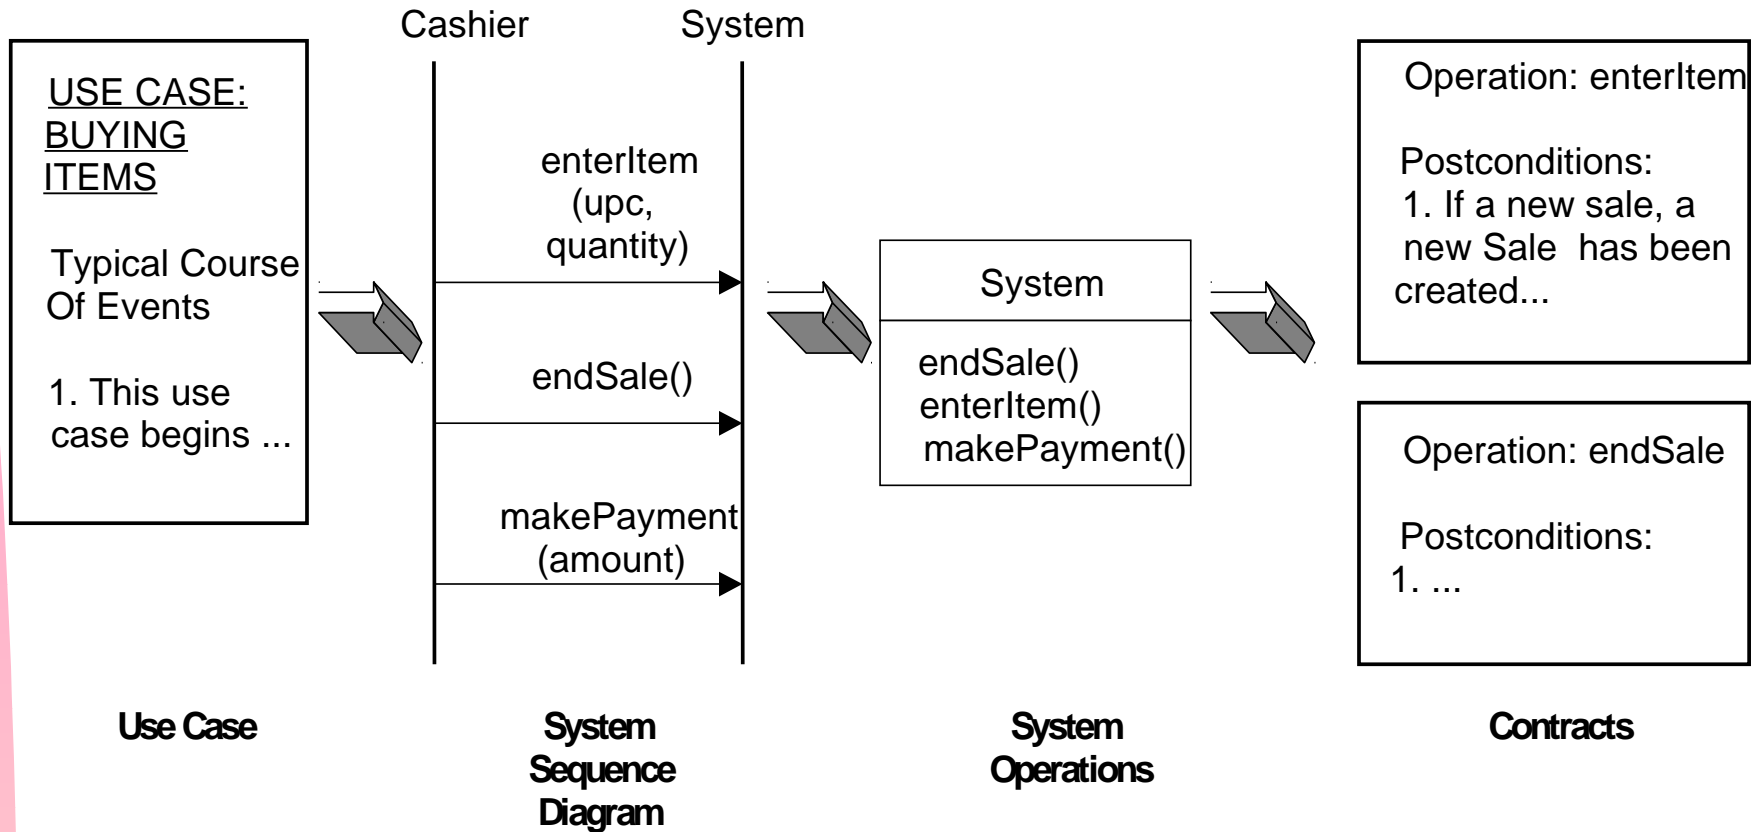 USE CASE:
BUYING
ITEMS
Typical Course
Of Events
1. This use
case begins ...
Cashier
System
enterItem
(upc,
quantity)
endSale()
makePayment
(amount)
System
endSale()
enterItem()
makePayment()
Operation: enterItem
Postconditions:
1. If a new sale, a
new Sale has been
created...
Operation: endSale
Postconditions:
1. ...
Use Case
System
Sequence
Diagram
System
Operations
Contracts